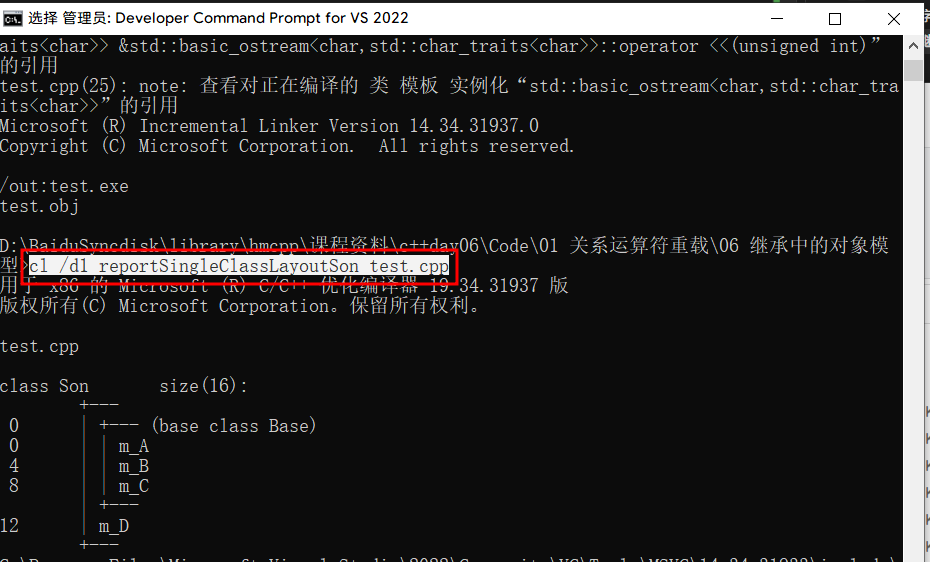 选择 管理员: Developer Command Prompt for VS 2022
aits<char>> &std::basic_ostream<char,std::char_traits<char>>::operator <<(unsigned int)”
的引用
test.cpp(25): note: 查看对正在编译的 类 模板 实例化“std::basic_ostream<char,std::char_tra
its<char>>”的引用
Microsoft (R) Incremental Linker Version 14.34.31937.0
Copyright (C) Microsoft Corporation.  All rights reserved.
/out:test.exe
test.obj
D:\BaiduSyncdisk\library\hmcpp\课程资料\c++day06\Code\01 关系运算符重载\06 继承中的对象模
型>cl /d1 reportSingleClassLayoutSon test.cpp
用于 x86 的 Microsoft (R) C/C++ 优化编译器 19.34.31937 版
版权所有(C) Microsoft Corporation。保留所有权利。
test.cpp
class Son       size(16):
        +---
 0      | +--- (base class Base)
 0      | | m_A
 4      | | m_B
 8      | | m_C
        | +---
12      | m_D
        +---